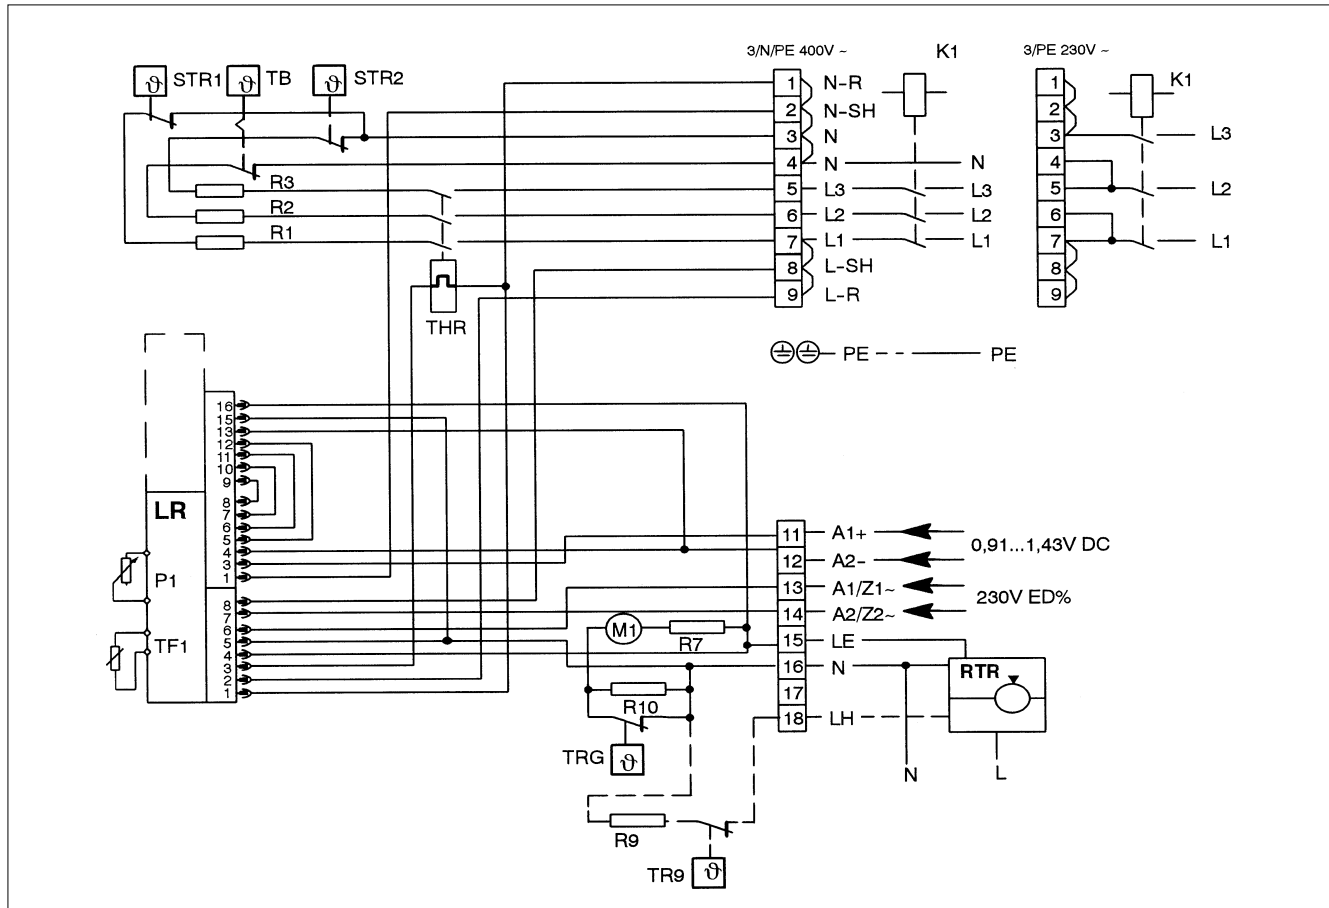 3/N/PE 400V ~ K1 3/PE 230V ~
STR1 TB STR2
ϑ ϑ ϑ
1 N-R 1 K1
2 N-SH 2
3 N 3 L3
4 N N 4
R3 5 L3 L3 5 L2
R2 6 L2 L2 6
R1 7 L1 L1 7 L1
8 L-SH 8
9 L-R 9
THR
PE PE
16
15
13
12
11
10
9
8
7
6
5
4
3
1
LR
P1
TF1
8
7
6
5
4
3
2
1
11 A1+
12 A2-
0,91...1,43V DC
13 A1/Z1~
14 A2/Z2~
230V ED%
M1 R7
15 LE
16 N
17
18 LH
RTR
R10
TRG ϑ
N L
R9
TR9 ϑ